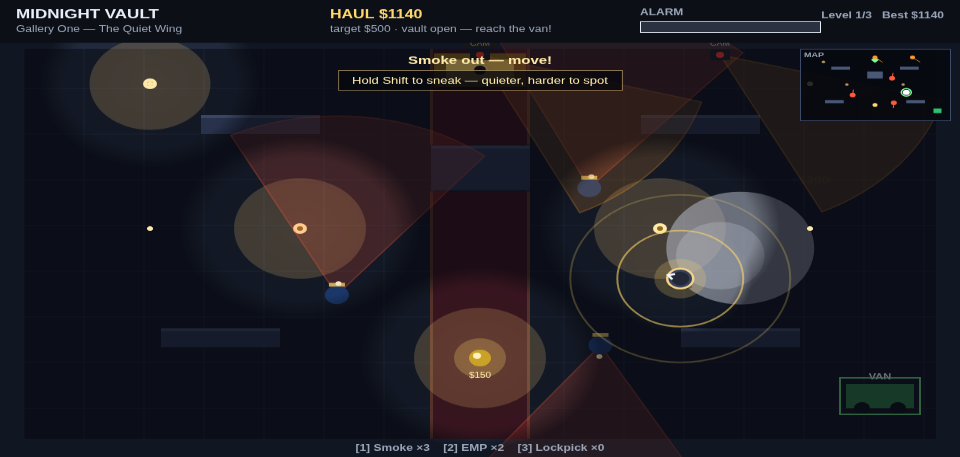 MIDNIGHT VAULT
Gallery One — The Quiet Wing
HAUL $1140
target $500 · vault open — reach the van!
ALARM
Level 1/3 Best $1140
CAM
CAM
MAP
Smoke out — move!
Hold Shift to sneak — quieter, harder to spot
$150
VAN
[1] Smoke ×3 [2] EMP ×2 [3] Lockpick ×0